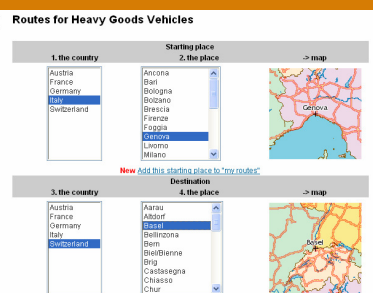 Routes for Heavy Goods Vehicles
Starting place
1. the country 2. the place -> map
Austria
France
Germany
Italy
Switzerland
Ancona
Bari
Bologna
Bolzano
Brescia
Firenze
Foggia
Genova
Livorno
Milano
Genova
New Add this starting place to "my routes"
Destination
3. the country 4. the place -> map
Austria
France
Germany
Italy
Switzerland
Aarau
Altdorf
Basel
Bellinzona
Bern
Biel/Bienne
Brig
Castasegna
Chiasso
Chur
Basel